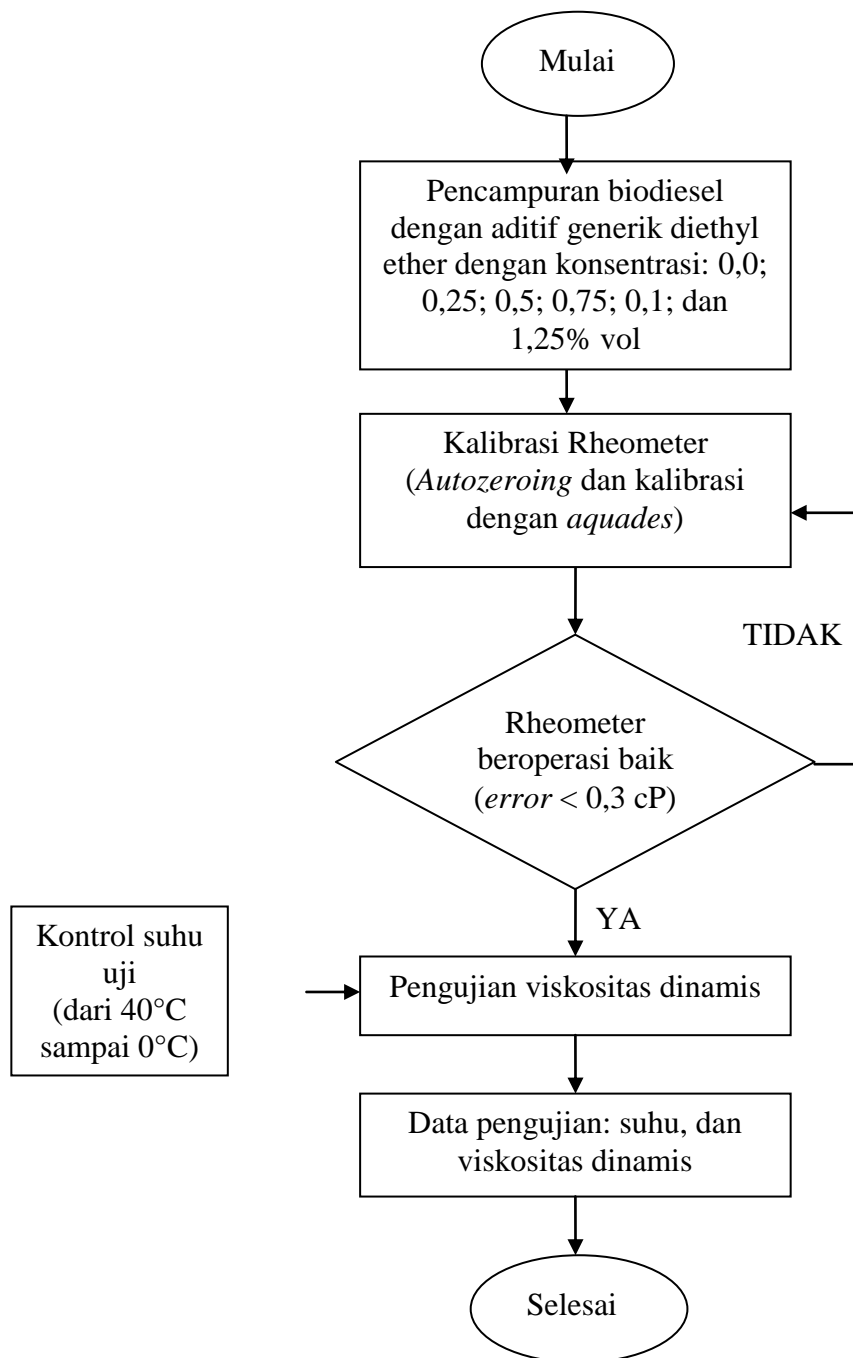 Mulai
Pencampuran biodiesel
dengan aditif generik diethyl
ether dengan konsentrasi: 0,0;
0,25; 0,5; 0,75; 0,1; dan
1,25% vol
Kalibrasi Rheometer
(Autozeroing dan kalibrasi
dengan aquades)
TIDAK
Rheometer
beroperasi baik
(error < 0,3 cP)
YA
Kontrol suhu
uji
(dari 40°C
sampai 0°C)
Pengujian viskositas dinamis
Data pengujian: suhu, dan
viskositas dinamis
Selesai